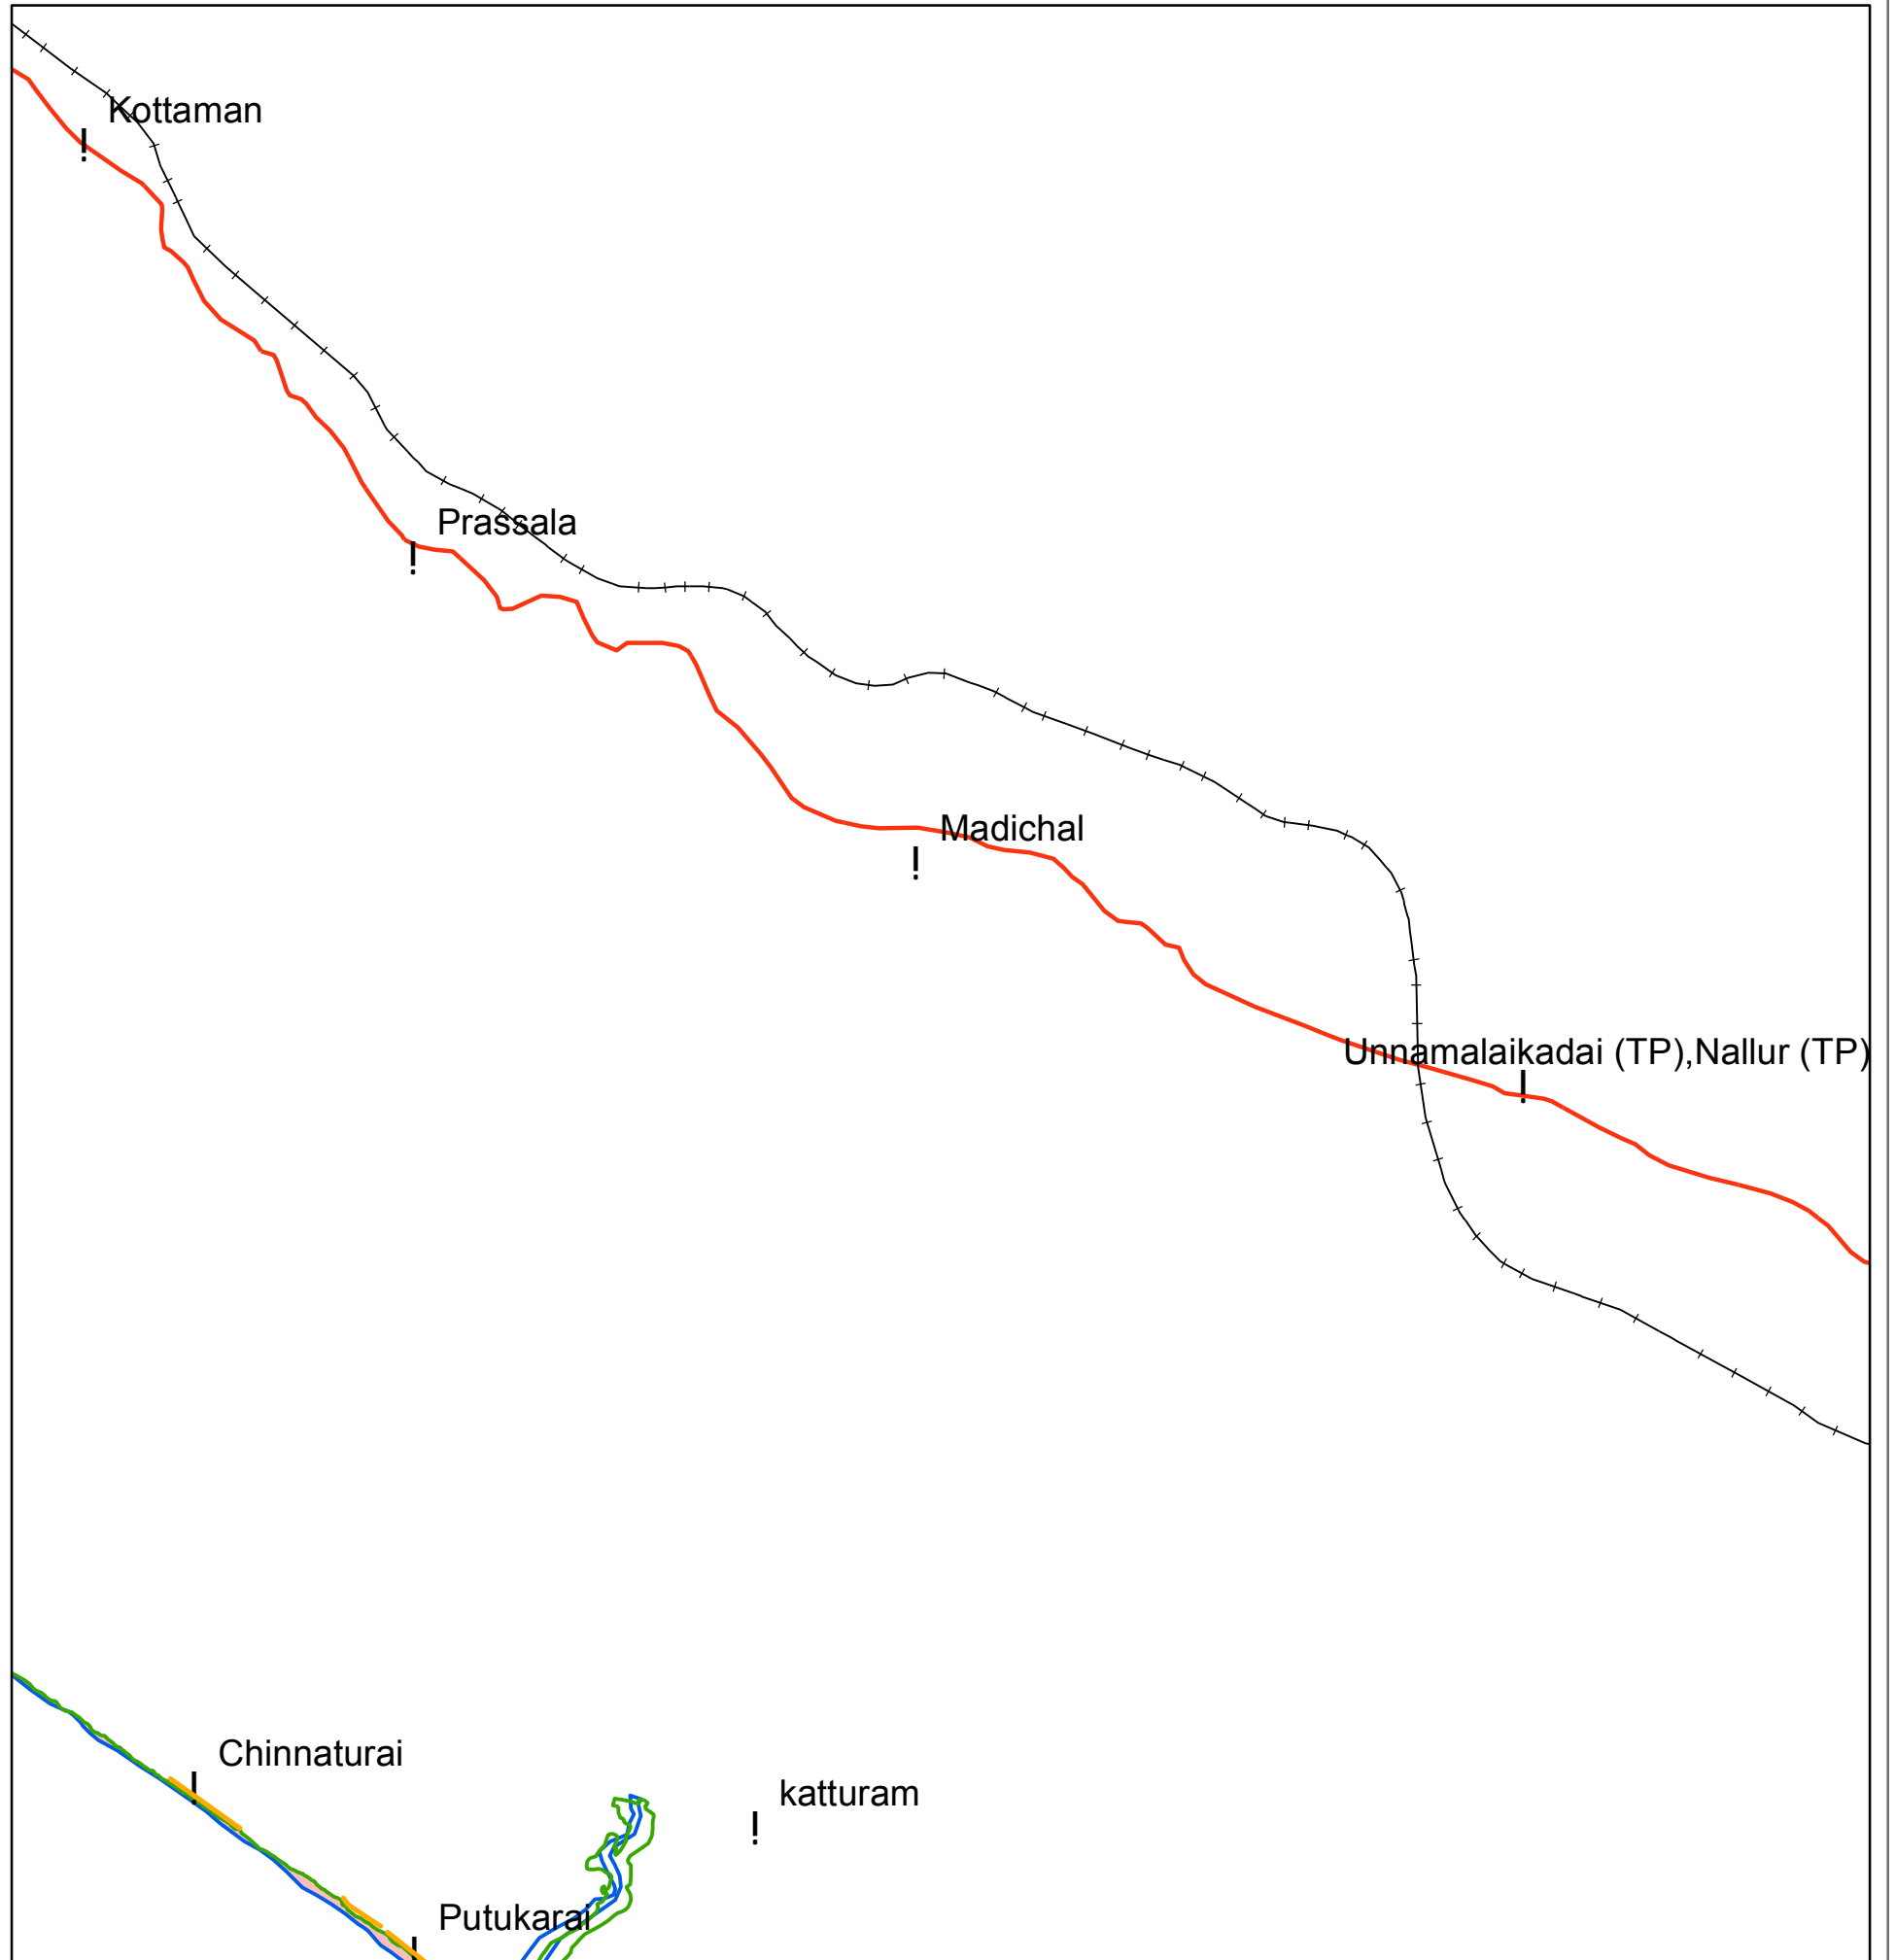 Kottaman
Prassala
Madichal
Unnamalaikadai (TP),Nallur (TP)
Chinnaturai
katturam
Putukarai